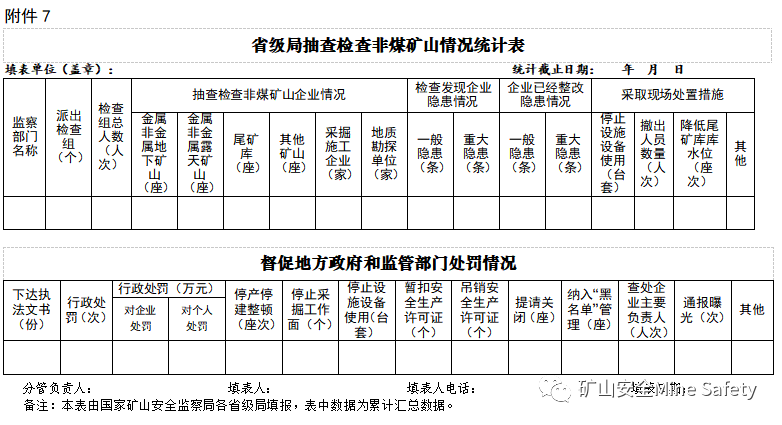 附件 7
省级局抽查检查非煤矿山情况统计表
填表单位（盖章）： 统计截止日期： 年 月 日
监察部门名称
派出检查组（个）
检查组总人数（人次）
抽查检查非煤矿山企业情况
检查发现企业隐患情况
企业已经整改隐患情况
采取现场处置措施
金属非金属地下矿山（座）
金属非金属露天矿山（座）
尾矿库（座）
其他矿山（座）
采掘施工企业（家）
地质勘探单位（家）
一般隐患（条）
重大隐患（条）
一般隐患（条）
重大隐患（条）
停止设施设备使用（台套）
撤出人员数量（人次）
降低尾矿库库水位（座次）
其他
督促地方政府和监管部门处罚情况
下达执法文书（份）
行政处罚（次）
行政处罚（万元）
对企业处罚
对个人处罚
停产停建整顿（座次）
停止采掘工作面（个）
停止设施设备使用（台套）
暂扣安全生产许可证（个）
吊销安全生产许可证（个）
提请关闭（座）
纳入“黑名单”管理（座）
查处企业主要负责人（人次）
通报曝光（次）
其他
分管负责人： 填表人： 填表人电话：
矿山安全Mine Safety
备注：本表由国家矿山安全监察局各省级局填报，表中数据为累计汇总数据。